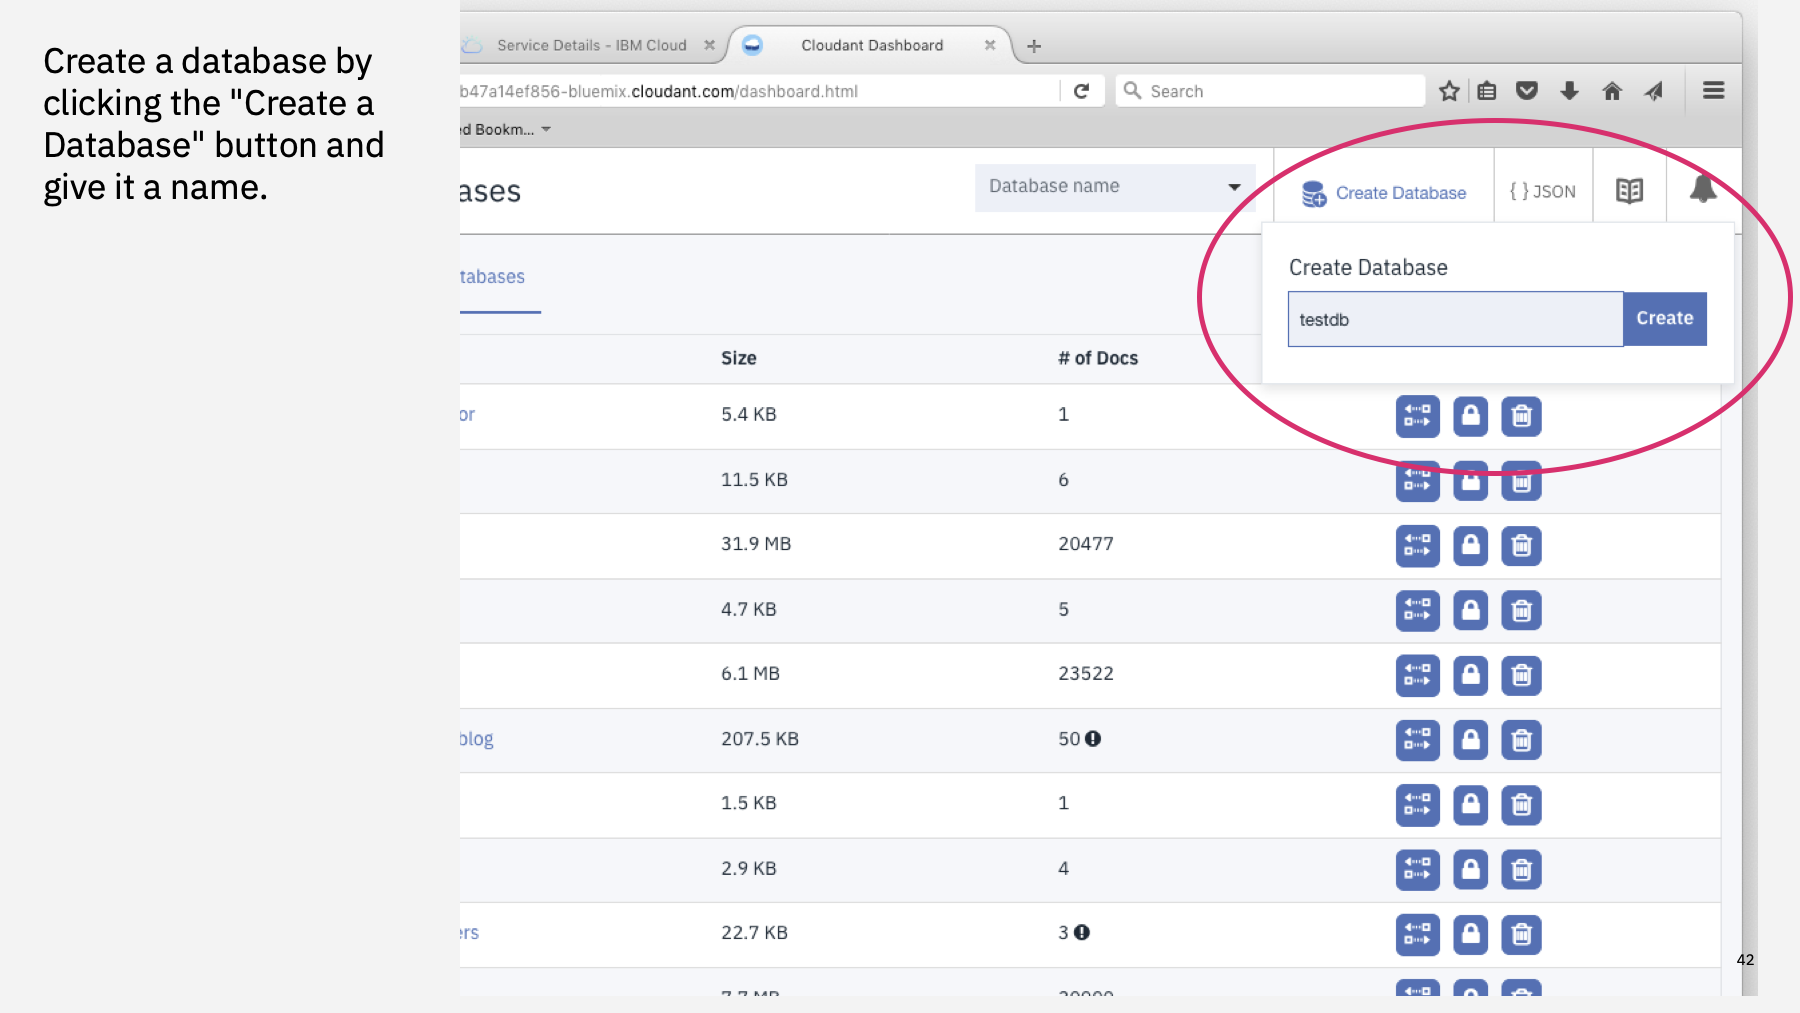 Create a database by
clicking the "Create a
Database" button and
give it a name.
Service Details - IBM Cloud
Cloudant Dashboard
b47a14ef856-bluemix.cloudant.com/dashboard.html
Search
ed Bookm...
ases
Database name
Create Database
{ } JSON
Create Database
testdb
Create
tabases
Size
# of Docs
or
5.4 KB
1
11.5 KB
6
31.9 MB
20477
4.7 KB
5
6.1 MB
23522
blog
207.5 KB
50
1.5 KB
1
2.9 KB
4
ers
22.7 KB
3
42